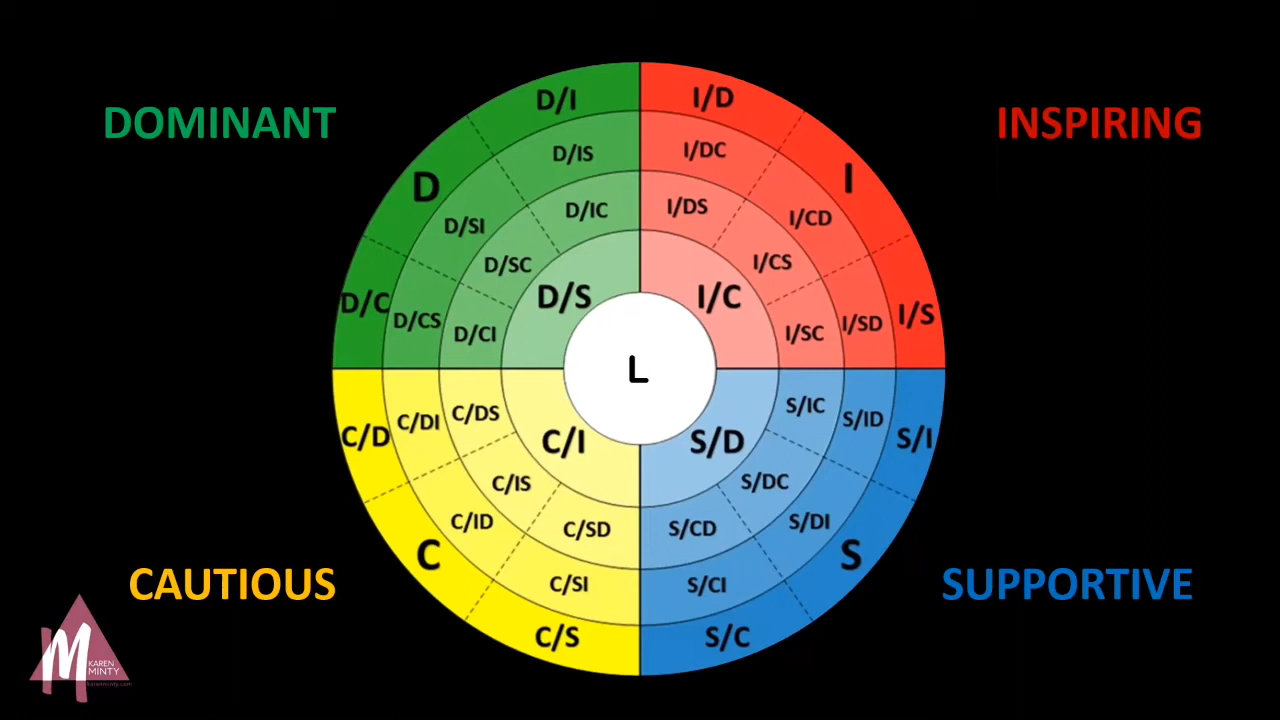 DOMINANT
INSPIRING
D/I
I/D
D/IS
I/DC
D
I
D/IC
I/DS
D/SI
I/CD
D/SC
I/CS
D/S
I/C
D/C
D/CS
D/CI
I/SC
I/SD
I/S
L
C/D
C/DI
C/DS
S/IC
S/ID
S/I
C/I
S/D
C/IS
S/DC
C/ID
C/SD
S/CD
S/DI
C
S
C/SI
S/CI
C/S
S/C
CAUTIOUS
SUPPORTIVE
M
KAREN
MINTY